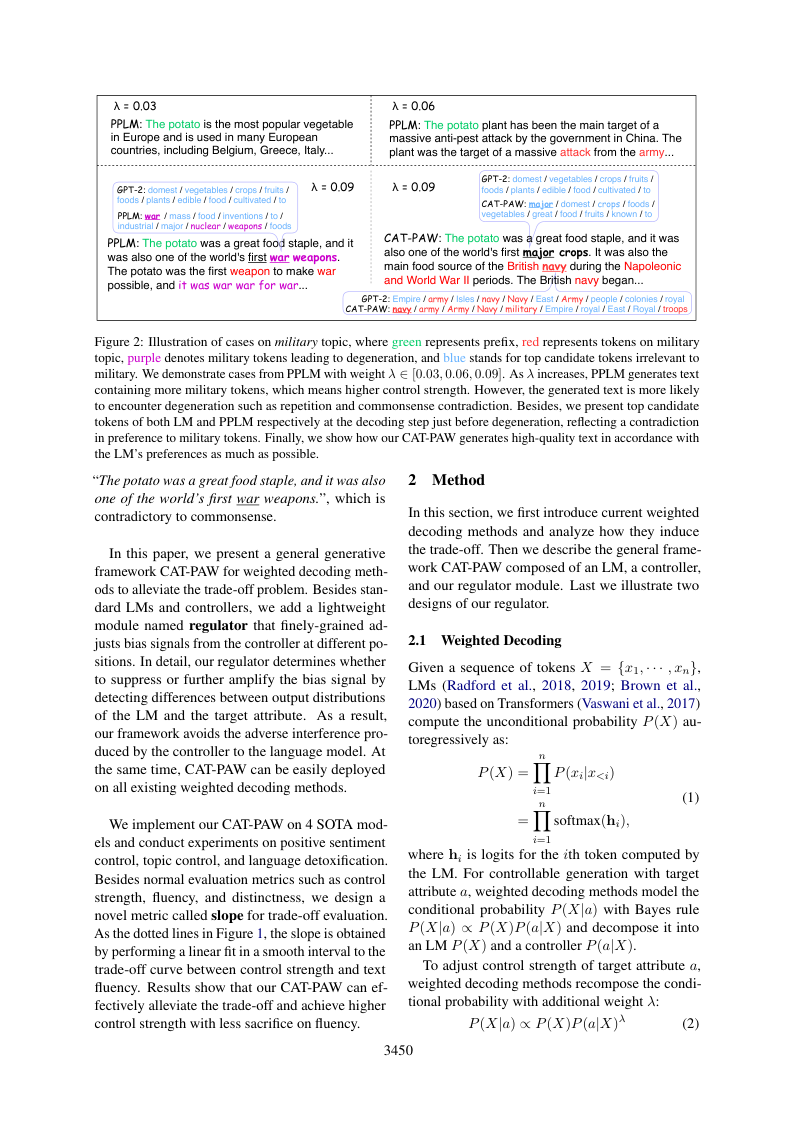 λ = 0.03
PPLM: The potato is the most popular vegetable
in Europe and is used in many European
countries, including Belgium, Greece, Italy...
λ = 0.06
PPLM: The potato plant has been the main target of a
massive anti-pest attack by the government in China. The
plant was the target of a massive attack from the army...
GPT-2: domest / vegetables / crops / fruits /
foods / plants / edible / food / cultivated / to
PPLM: war / mass / food / inventions / to /
industrial / major / nuclear / weapons / foods
λ = 0.09
PPLM: The potato was a great food staple, and it
was also one of the world's first war weapons.
The potato was the first weapon to make war
possible, and it was war war for war...
λ = 0.09
GPT-2: domest / vegetables / crops / fruits /
foods / plants / edible / food / cultivated / to
CAT-PAW: major / domest / crops / foods /
vegetables / great / food / fruits / known / to
CAT-PAW: The potato was a great food staple, and it was
also one of the world's first major crops. It was also the
main food source of the British navy during the Napoleonic
and World War II periods. The British navy began...
GPT-2: Empire / army / Isles / navy / Navy / East / Army / people / colonies / royal
CAT-PAW: navy / army / Army / Navy / military / Empire / royal / East / Royal / troops
Figure 2: Illustration of cases on military topic, where green represents prefix, red represents tokens on military
topic, purple denotes military tokens leading to degeneration, and blue stands for top candidate tokens irrelevant to
military. We demonstrate cases from PPLM with weight λ ∈ [0.03, 0.06, 0.09]. As λ increases, PPLM generates text
containing more military tokens, which means higher control strength. However, the generated text is more likely
to encounter degeneration such as repetition and commonsense contradiction. Besides, we present top candidate
tokens of both LM and PPLM respectively at the decoding step just before degeneration, reflecting a contradiction
in preference to military tokens. Finally, we show how our CAT-PAW generates high-quality text in accordance with
the LM's preferences as much as possible.
“The potato was a great food staple, and it was also
one of the world's first war weapons.”, which is
contradictory to commonsense.
In this paper, we present a general generative
framework CAT-PAW for weighted decoding meth-
ods to alleviate the trade-off problem. Besides stan-
dard LMs and controllers, we add a lightweight
module named regulator that finely-grained ad-
justs bias signals from the controller at different po-
sitions. In detail, our regulator determines whether
to suppress or further amplify the bias signal by
detecting differences between output distributions
of the LM and the target attribute. As a result,
our framework avoids the adverse interference pro-
duced by the controller to the language model. At
the same time, CAT-PAW can be easily deployed
on all existing weighted decoding methods.
We implement our CAT-PAW on 4 SOTA mod-
els and conduct experiments on positive sentiment
control, topic control, and language detoxification.
Besides normal evaluation metrics such as control
strength, fluency, and distinctness, we design a
novel metric called slope for trade-off evaluation.
As the dotted lines in Figure 1, the slope is obtained
by performing a linear fit in a smooth interval to the
trade-off curve between control strength and text
fluency. Results show that our CAT-PAW can ef-
fectively alleviate the trade-off and achieve higher
control strength with less sacrifice on fluency.
2 Method
In this section, we first introduce current weighted
decoding methods and analyze how they induce
the trade-off. Then we describe the general frame-
work CAT-PAW composed of an LM, a controller,
and our regulator module. Last we illustrate two
designs of our regulator.
2.1 Weighted Decoding
Given a sequence of tokens X = {x1, · · · , xn},
LMs (Radford et al., 2018, 2019; Brown et al.,
2020) based on Transformers (Vaswani et al., 2017)
compute the unconditional probability P(X) au-
toregressively as:
P(X) = ∏_{i=1}^{n} P(xi|x<i)
= ∏_{i=1}^{n} softmax(hi), (1)
where hi is logits for the ith token computed by
the LM. For controllable generation with target
attribute a, weighted decoding methods model the
conditional probability P(X|a) with Bayes rule
P(X|a) ∝ P(X)P(a|X) and decompose it into
an LM P(X) and a controller P(a|X).
To adjust control strength of target attribute a,
weighted decoding methods recompose the condi-
tional probability with additional weight λ:
P(X|a) ∝ P(X)P(a|X)^λ (2)
3450